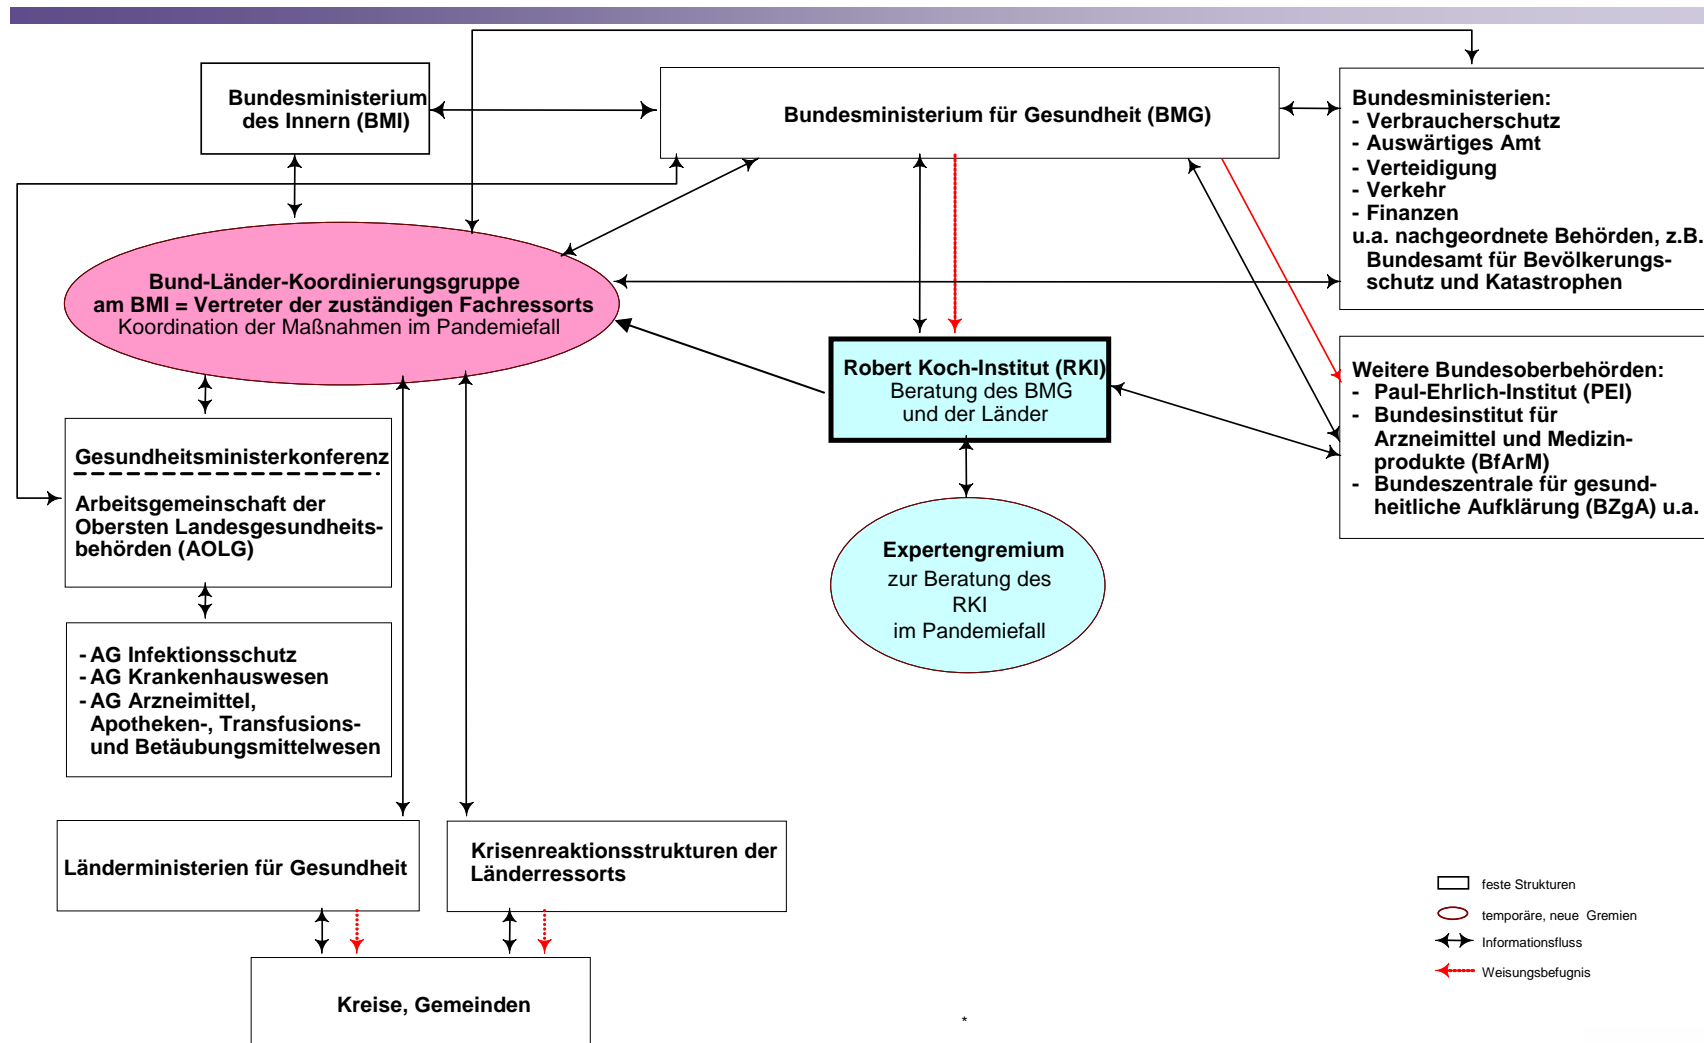 Bundesministerium
des Innern (BMI)
Bundesministerium für Gesundheit (BMG)
Bundesministerien:
- Verbraucherschutz
- Auswärtiges Amt
- Verteidigung
- Verkehr
- Finanzen
u.a. nachgeordnete Behörden, z.B.
Bundesamt für Bevölkerungs-
schutz und Katastrophen
Bund-Länder-Koordinierungsgruppe
am BMI = Vertreter der zuständigen Fachressorts
Koordination der Maßnahmen im Pandemiefall
Robert Koch-Institut (RKI)
Beratung des BMG
und der Länder
Weitere Bundesoberbehörden:
- Paul-Ehrlich-Institut (PEI)
- Bundesinstitut für
Arzneimittel und Medizin-
produkte (BfArM)
- Bundeszentrale für gesund-
heitliche Aufklärung (BZgA) u.a.
Gesundheitsministerkonferenz
Arbeitsgemeinschaft der
Obersten Landesgesundheits-
behörden (AOLG)
Expertengremium
zur Beratung des
RKI
im Pandemiefall
- AG Infektionsschutz
- AG Krankenhauswesen
- AG Arzneimittel,
Apotheken-, Transfusions-
und Betäubungsmittelwesen
Länderministerien für Gesundheit
Krisenreaktionsstrukturen der
Länderressorts
Kreise, Gemeinden
feste Strukturen
temporäre, neue Gremien
Informationsfluss
Weisungsbefugnis
*